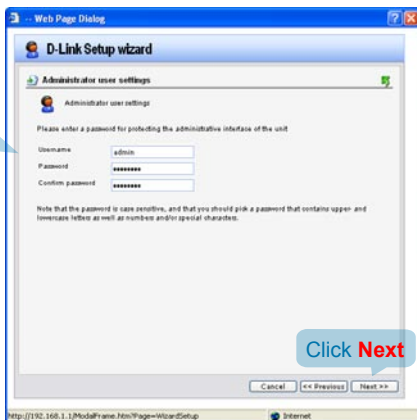 -- Web Page Dialog
D-Link Setup wizard
Administrator user settings
Administrator user settings
Please enter a password for protecting the administrative interface of the unit
Username admin
Password ••••••••
Confirm password ••••••••
Note that the password is case sensitive, and that you should pick a password that contains upper- and
lowercase letters as well as numbers and/or special characters.
Click Next
Cancel << Previous Next >>
http://192.168.1.1/ModalFrame.htm?Page=WizardSetup Internet